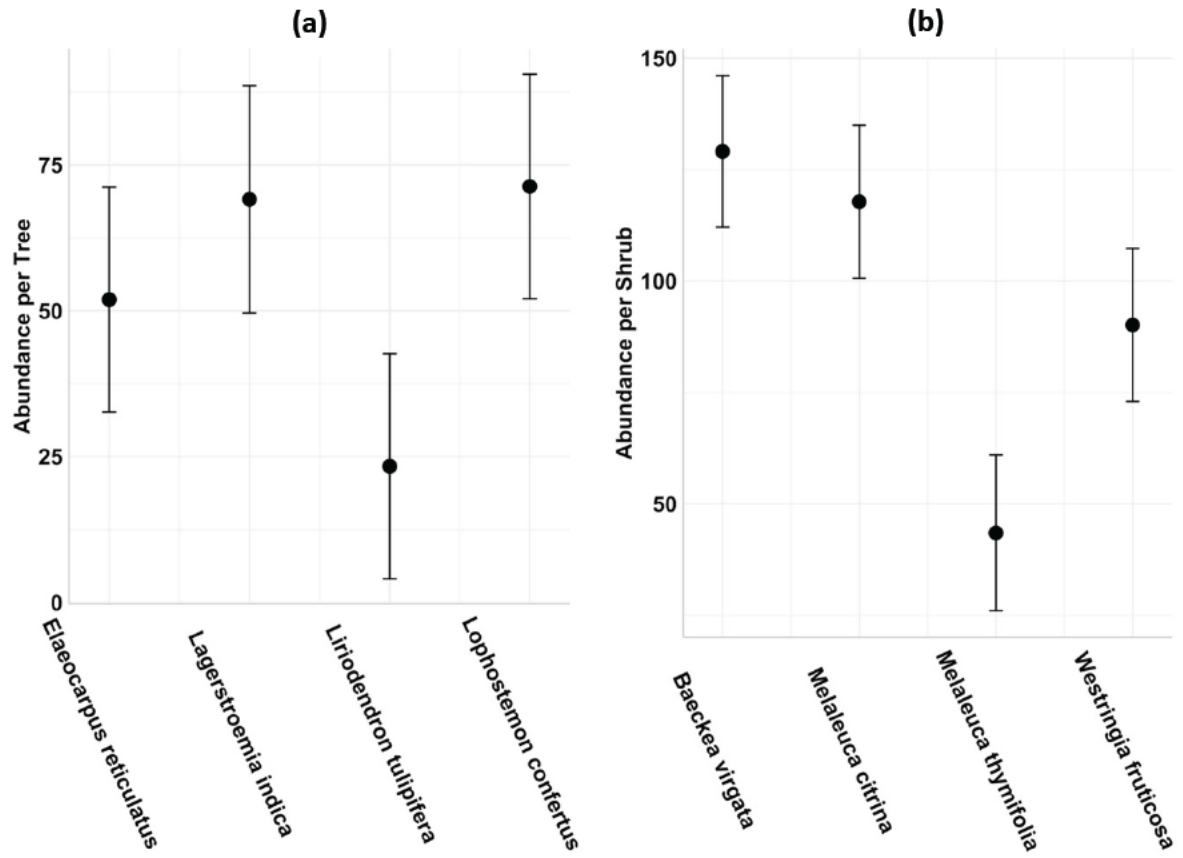 (a)
Abundance per Tree
75
50
25
0
Elaeocarpus reticulatus
Lagerstroemia indica
Liriodendron tulipifera
Lophostemon confertus
(b)
Abundance per Shrub
150
100
50
Baeckea virgata
Melaleuca citrina
Melaleuca thymifolia
Westringia fruticosa